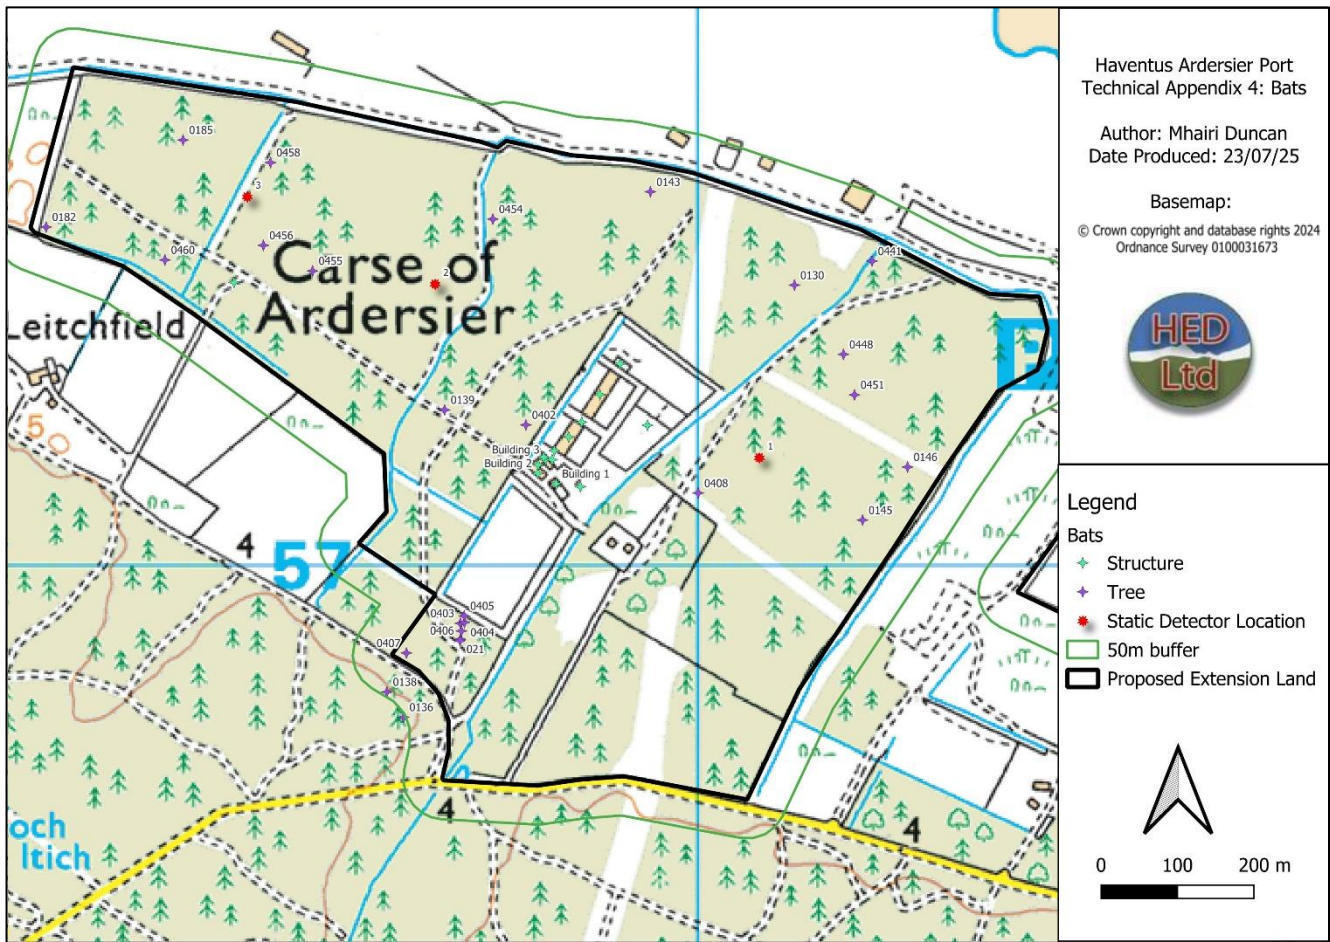 0185
0458
3
0182
0460
0456
0455
0454
0143
0441
0130
Carse of
Ardersier
2
Leitchfield
5
0448
0451
0139
0402
Building 3
Building 2
Building 1
1
0146
0408
0145
4
57
0405
0403
0406
0404
021
0407
0138
0136
4
4
och
ltich
Haventus Ardersier Port
Technical Appendix 4: Bats
Author: Mhairi Duncan
Date Produced: 23/07/25
Basemap:
© Crown copyright and database rights 2024
Ordnance Survey 0100031673
HED
Ltd
Legend
Bats
Structure
Tree
Static Detector Location
50m buffer
Proposed Extension Land
0 100 200 m